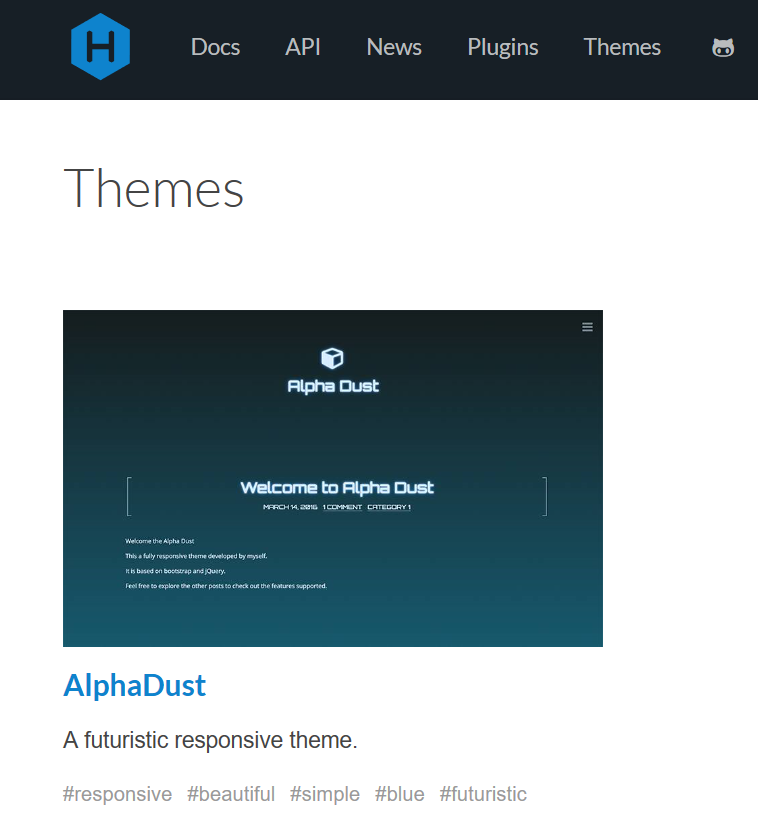 H
Docs API News Plugins Themes
Themes
Alpha Dust
Welcome to Alpha Dust
MARCH 14, 2016 1 COMMENT CATEGORY 1
Welcome the Alpha Dust
This a fully responsive theme developed by myself.
It is based on bootstrap and jQuery.
Feel free to explore the other posts to check out the features supported.
AlphaDust
A futuristic responsive theme.
#responsive #beautiful #simple #blue #futuristic